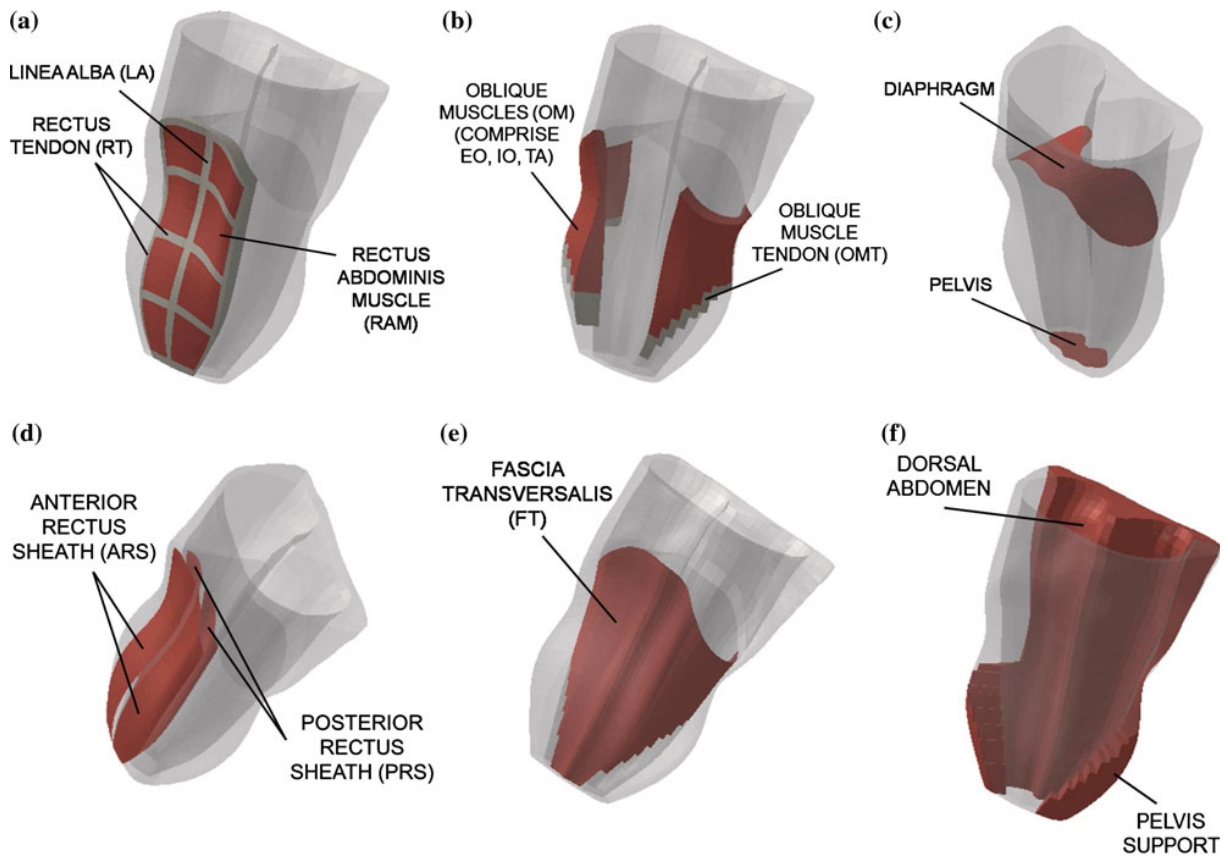 (a)
LINEA ALBA (LA)
RECTUS
TENDON (RT)
RECTUS
ABDOMINIS
MUSCLE
(RAM)
(b)
OBLIQUE
MUSCLES (OM)
(COMPRISE
EO, IO, TA)
OBLIQUE
MUSCLE
TENDON (OMT)
(c)
DIAPHRAGM
PELVIS
(d)
ANTERIOR
RECTUS
SHEATH (ARS)
POSTERIOR
RECTUS
SHEATH (PRS)
(e)
FASCIA
TRANSVERSALIS
(FT)
(f)
DORSAL
ABDOMEN
PELVIS
SUPPORT